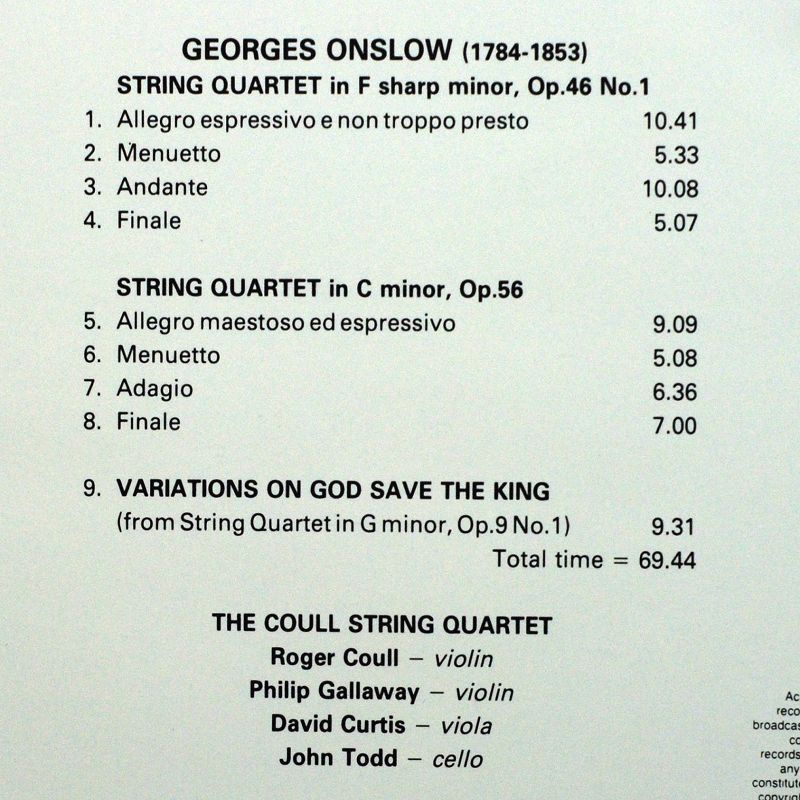 GEORGES ONSLOW (1784-1853)
STRING QUARTET in F sharp minor, Op.46 No.1
1. Allegro espressivo e non troppo presto 10.41
2. Menuetto 5.33
3. Andante 10.08
4. Finale 5.07
STRING QUARTET in C minor, Op.56
5. Allegro maestoso ed espressivo 9.09
6. Menuetto 5.08
7. Adagio 6.36
8. Finale 7.00
9. VARIATIONS ON GOD SAVE THE KING
(from String Quartet in G minor, Op.9 No.1) 9.31
Total time = 69.44
THE COULL STRING QUARTET
Roger Coull – violin
Philip Gallaway – violin
David Curtis – viola
John Todd – cello
records
any